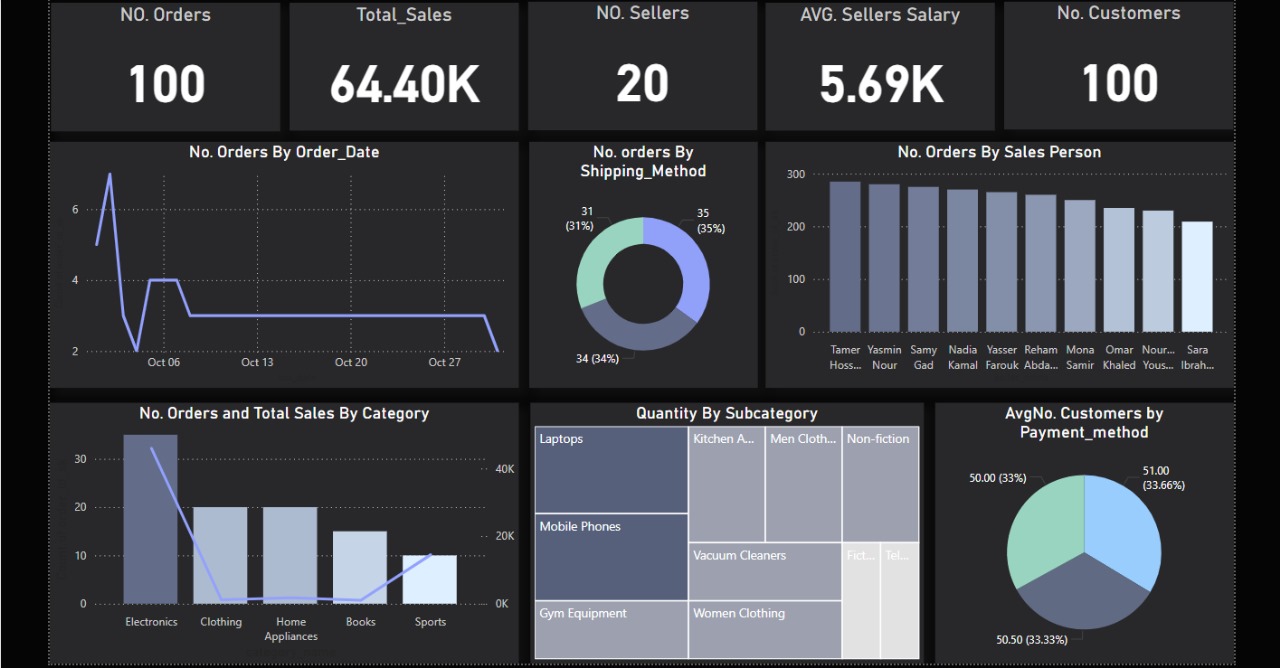 NO. Orders
100
Total_Sales
64.40K
NO. Sellers
20
AVG. Sellers Salary
5.69K
No. Customers
100
No. Orders By Order_Date
6
4
2
Oct 06
Oct 13
Oct 20
Oct 27
No. orders By
Shipping_Method
31
(31%)
35
(35%)
34 (34%)
No. Orders By Sales Person
300
200
100
0
Tamer
Hoss...
Yasmin
Nour
Samy
Gad
Nadia
Kamal
Yasser
Farouk
Reham
Abda...
Mona
Samir
Omar
Khaled
Nour...
Yous...
Sara
Ibrah...
No. Orders and Total Sales By Category
30
20
10
0
40K
20K
0K
Electronics
Clothing
Home
Appliances
Books
Sports
Quantity By Subcategory
Laptops
Mobile Phones
Gym Equipment
Kitchen A...
Men Cloth...
Non-fiction
Vacuum Cleaners
Women Clothing
Fict...
Tel...
AvgNo. Customers by
Payment_method
50.00 (33%)
51.00
(33.66%)
50.50 (33.33%)